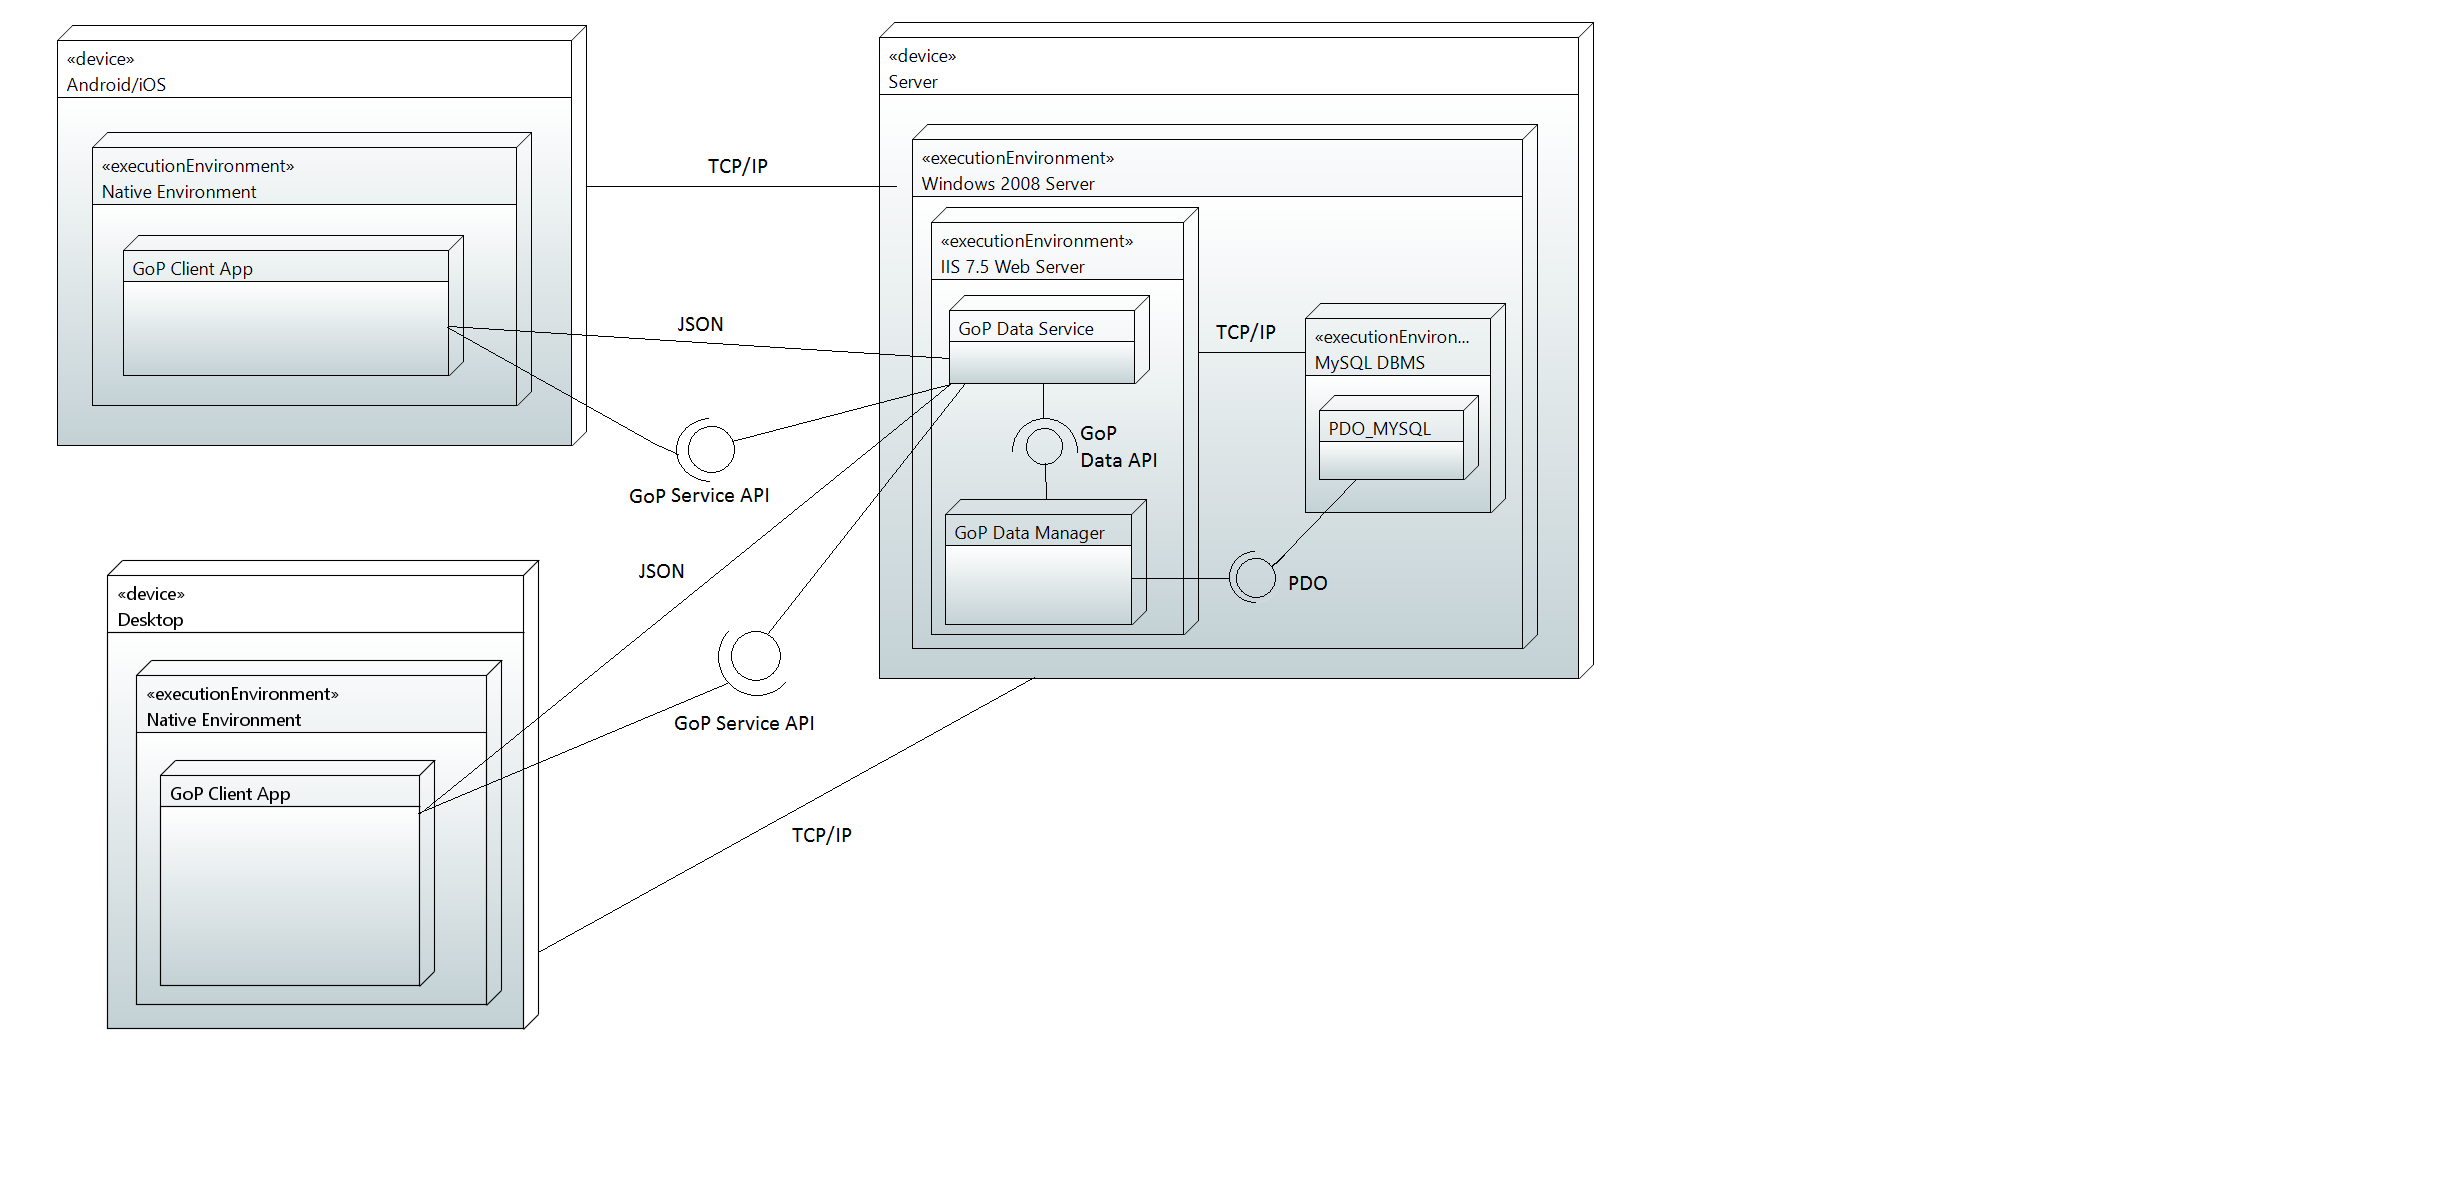 «device»
Android/iOS
«executionEnvironment»
Native Environment
GoP Client App
TCP/IP
JSON
GoP Service API
«device»
Server
«executionEnvironment»
Windows 2008 Server
«executionEnvironment»
IIS 7.5 Web Server
GoP Data Service
GoP
Data API
GoP Data Manager
TCP/IP
«executionEnviron...
MySQL DBMS
PDO_MYSQL
PDO
«device»
Desktop
«executionEnvironment»
Native Environment
GoP Client App
JSON
GoP Service API
TCP/IP